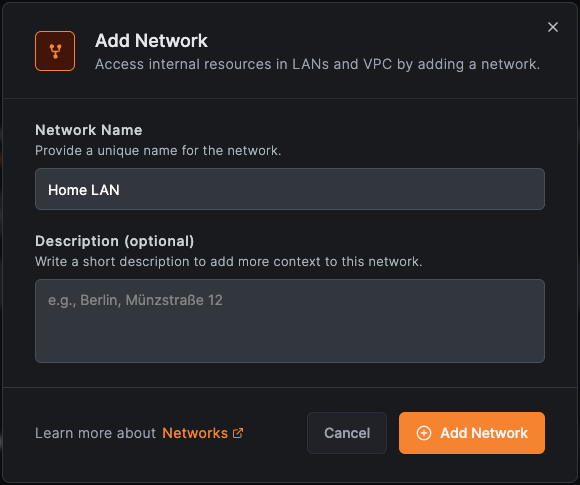 Add Network
Access internal resources in LANs and VPC by adding a network.
Network Name
Provide a unique name for the network.
Home LAN
Description (optional)
Write a short description to add more context to this network.
e.g., Berlin, Münzstraße 12
Learn more about Networks
Cancel
Add Network